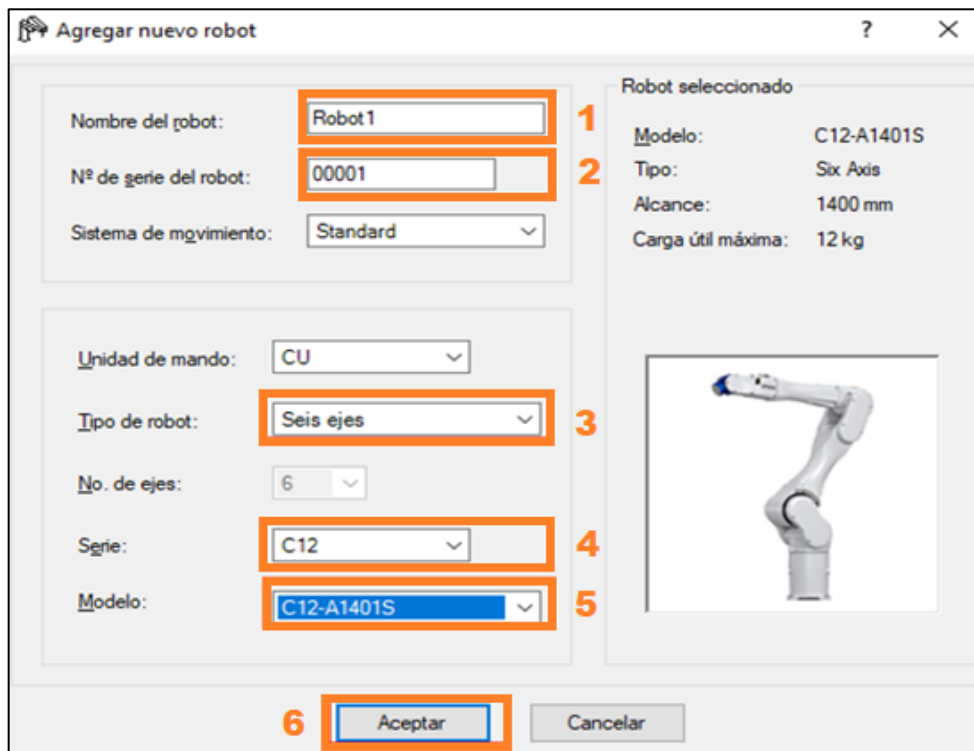 Agregar nuevo robot
? X
Nombre del robot: Robot1 1
Nº de serie del robot: 00001 2
Sistema de movimiento: Standard
Unidad de mando: CU
Tipo de robot: Seis ejes 3
No. de ejes: 6
Serie: C12 4
Modelo: C12-A1401S 5
Robot seleccionado
Modelo: C12-A1401S
Tipo: Six Axis
Alcance: 1400 mm
Carga útil máxima: 12 kg
6 Aceptar Cancelar